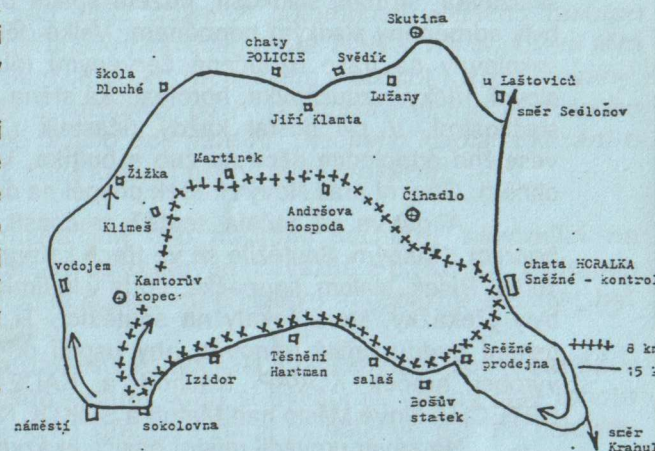 Skutina
chaty
POLICIE
Svědík
škola
Dlouhé
Lužany
u Laštoviců
Jiří Klamta
směr Sedloňov
Martinek
Žižka
Andršova
hospoda
Čihadlo
Klimeš
vodojem
Kantorův
kopec
chata HORALKA
Sněžné - kontrol
8 km
15
Izidor
Těsnění
Hartman
salaš
Sněžné
prodejna
Bošův
statek
náměstí
sokolovna
směr
Krahul